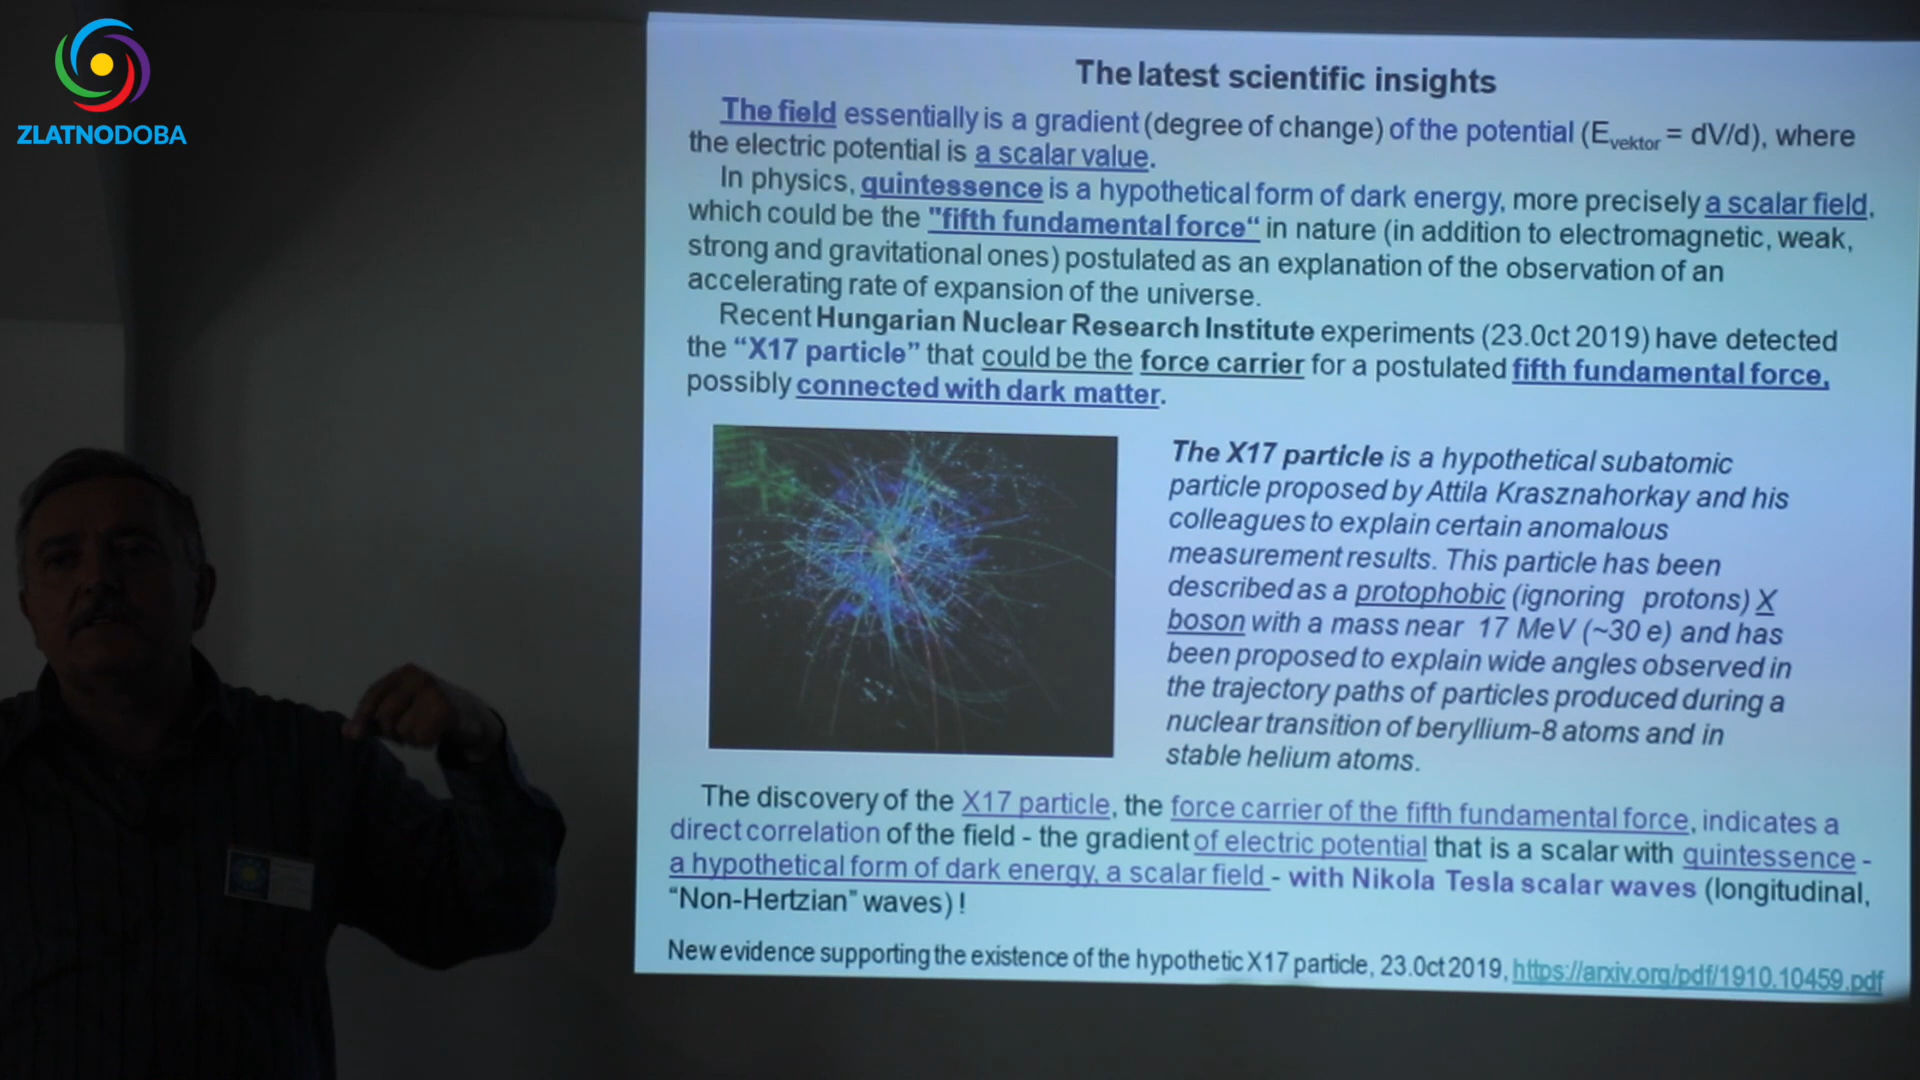 ZLATNODOBA
The latest scientific insights
The field essentially is a gradient (degree of change) of the potential (Evektor = dV/d), where
the electric potential is a scalar value.
In physics, quintessence is a hypothetical form of dark energy, more precisely a scalar field,
which could be the "fifth fundamental force“ in nature (in addition to electromagnetic, weak,
strong and gravitational ones) postulated as an explanation of the observation of an
accelerating rate of expansion of the universe.
Recent Hungarian Nuclear Research Institute experiments (23.Oct 2019) have detected
the “X17 particle” that could be the force carrier for a postulated fifth fundamental force,
possibly connected with dark matter.
The X17 particle is a hypothetical subatomic
particle proposed by Attila Krasznahorkay and his
colleagues to explain certain anomalous
measurement results. This particle has been
described as a protophobic (ignoring protons) X
boson with a mass near 17 MeV (~30 e) and has
been proposed to explain wide angles observed in
the trajectory paths of particles produced during a
nuclear transition of beryllium-8 atoms and in
stable helium atoms.
The discovery of the X17 particle, the force carrier of the fifth fundamental force, indicates a
direct correlation of the field - the gradient of electric potential that is a scalar with quintessence -
a hypothetical form of dark energy, a scalar field - with Nikola Tesla scalar waves (longitudinal,
“Non-Hertzian” waves) !
New evidence supporting the existence of the hypothetic X17 particle, 23.Oct 2019, https://arxiv.org/pdf/1910.10459.pdf